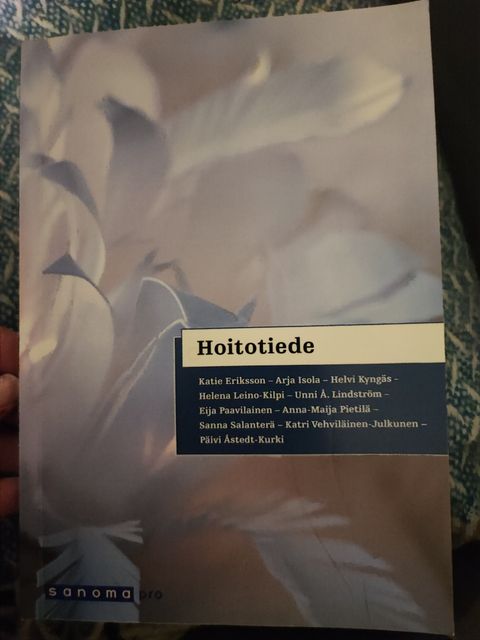 Hoitotiede
Katie Eriksson – Arja Isola – Helvi Kyngäs –
Helena Leino-Kilpi – Unni Å. Lindström –
Eija Paavilainen – Anna-Maija Pietilä –
Sanna Salanterä – Katri Vehviläinen-Julkunen –
Päivi Åstedt-Kurki
sanoma pro